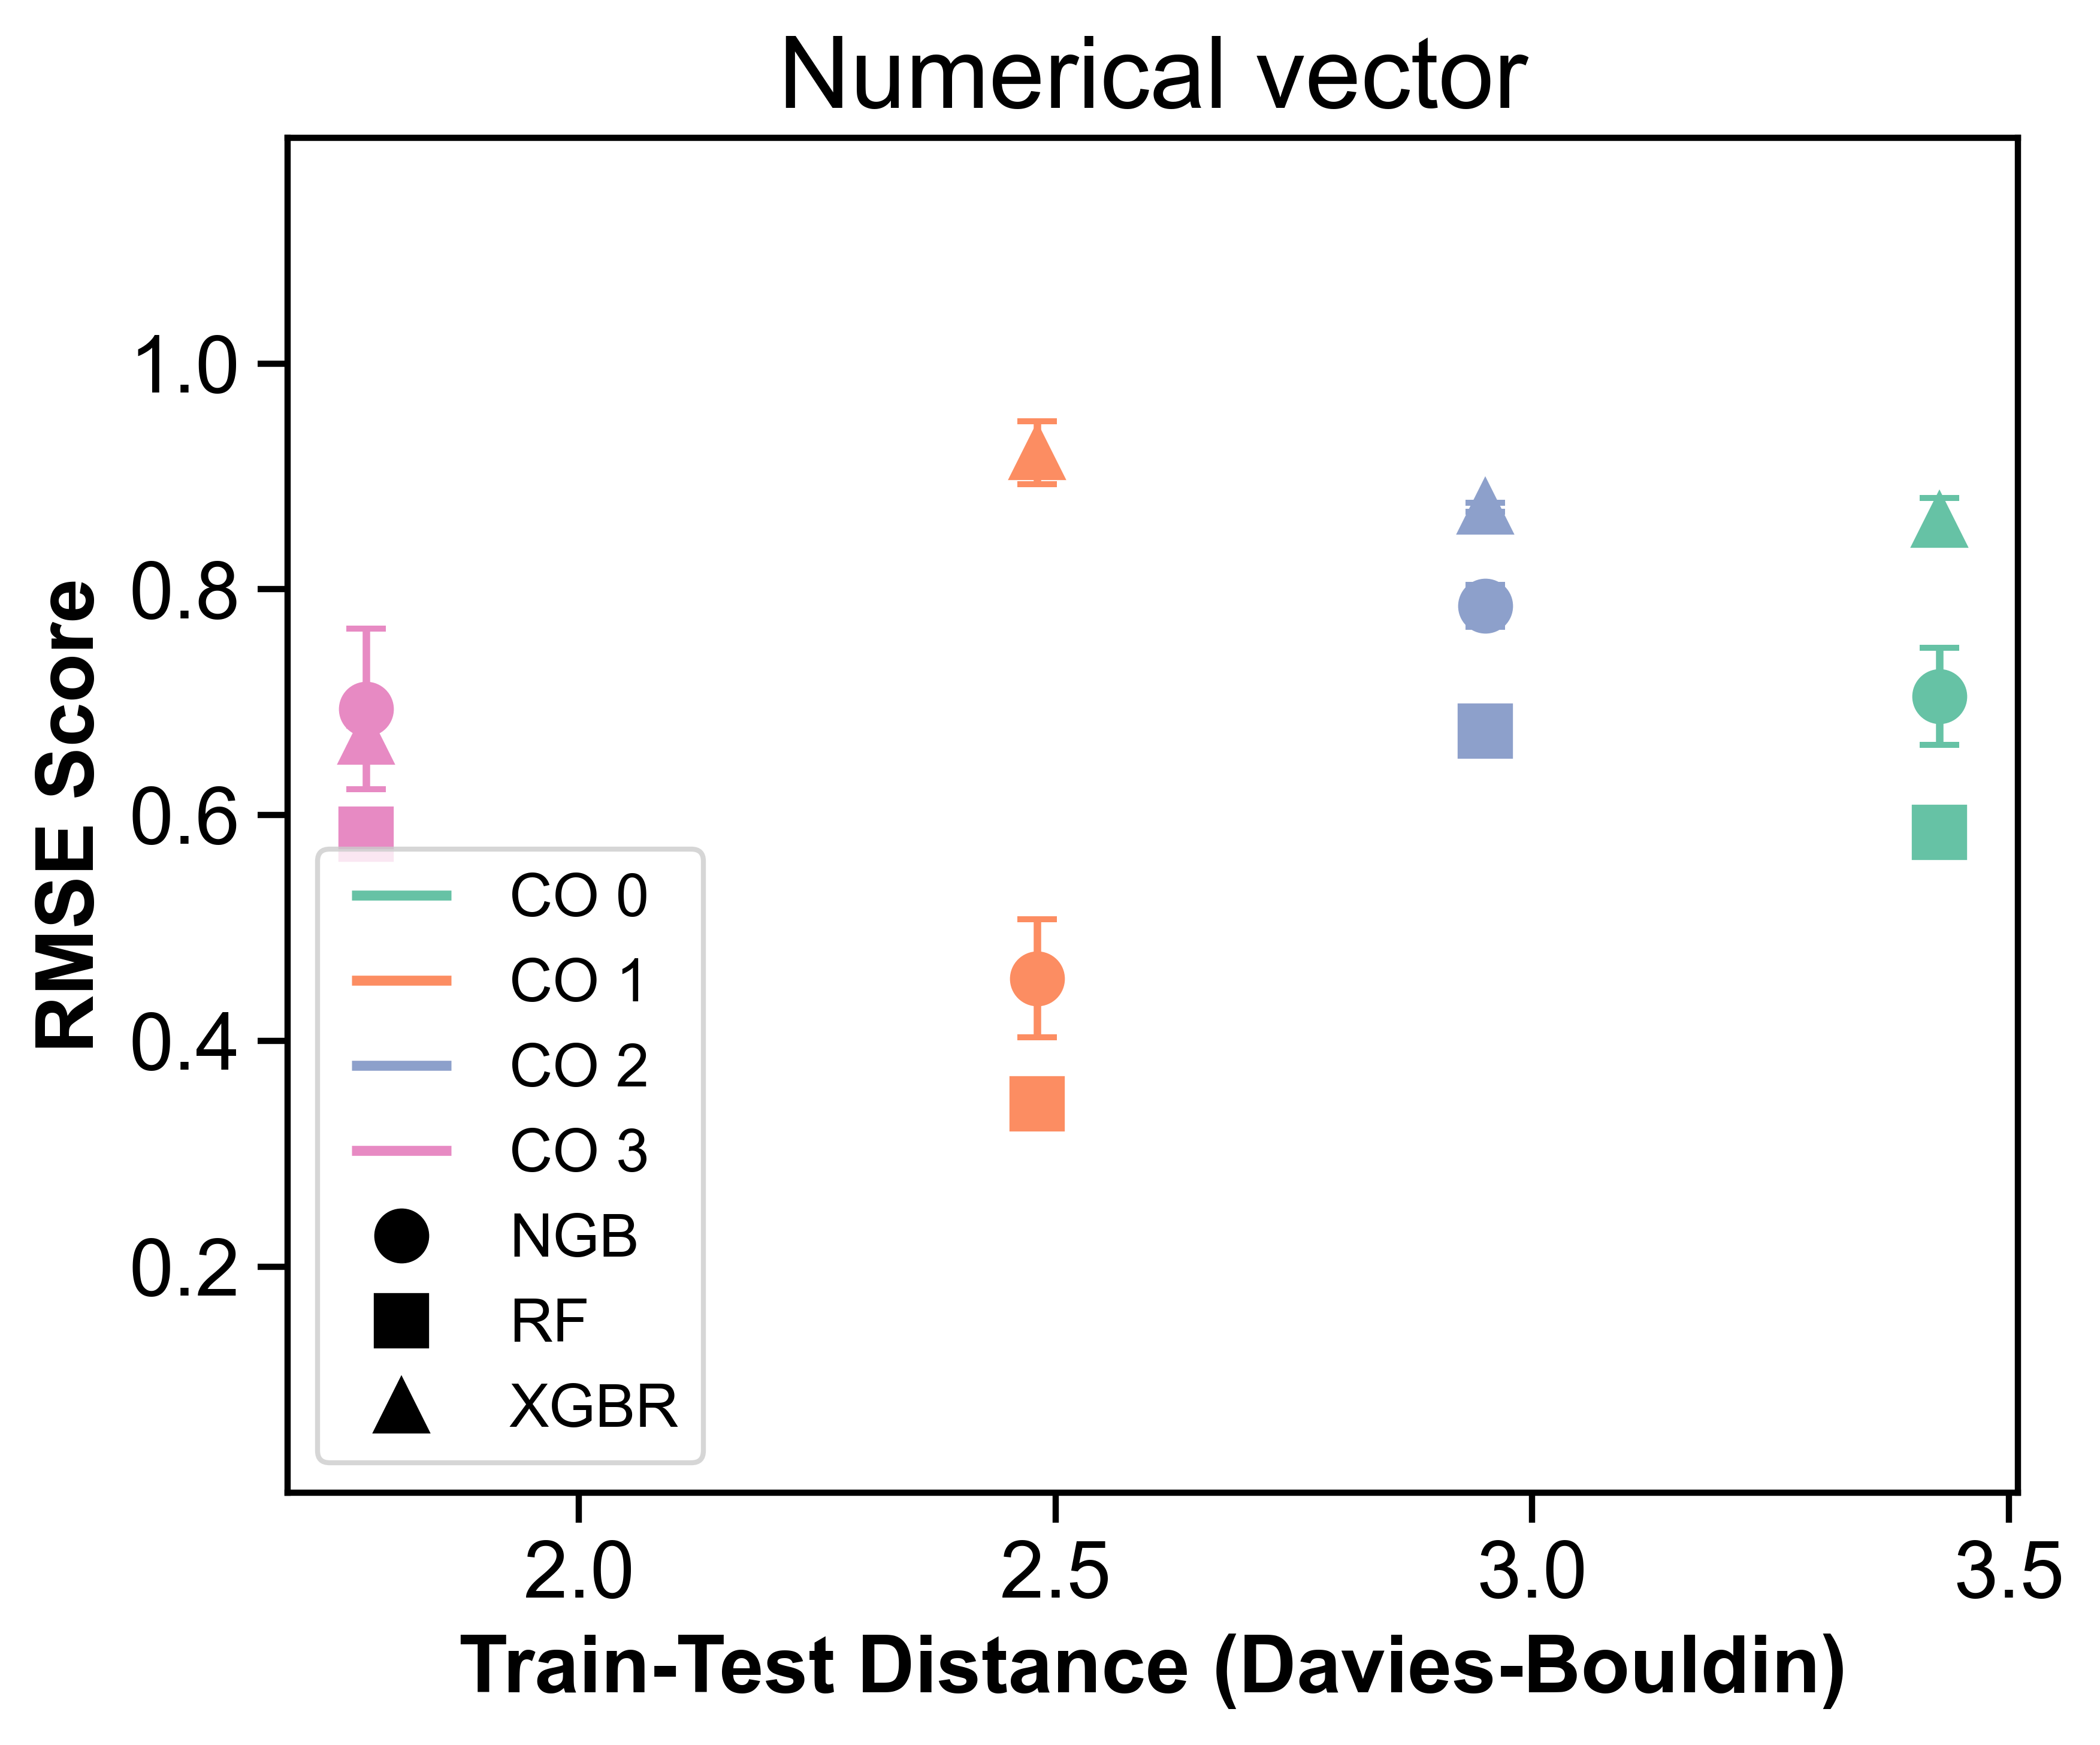 Numerical vector
RMSE Score
1.0
0.8
0.6
0.4
0.2
CO 0
CO 1
CO 2
CO 3
NGB
RF
XGBR
2.0 2.5 3.0 3.5
Train-Test Distance (Davies-Bouldin)